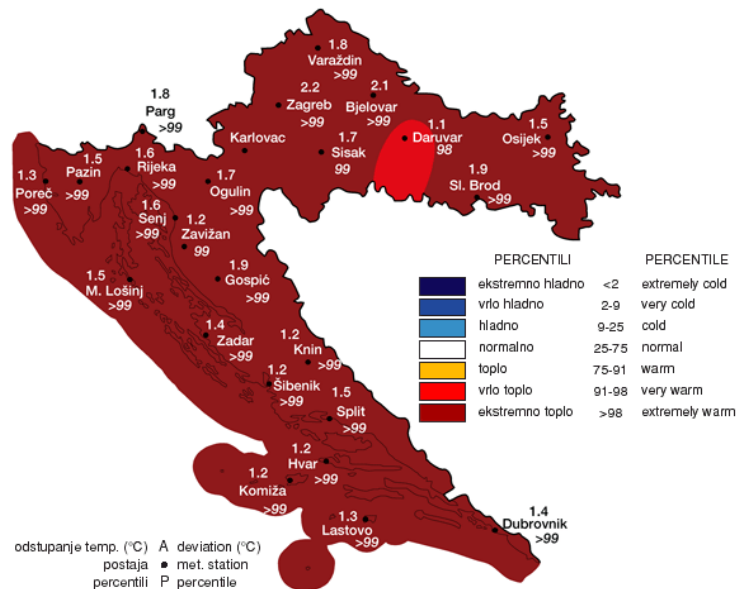 1.8
Varaždin
>99
2.2
Zagreb
>99
2.1
Bjelovar
>99
1.8
Parg
>99
Karlovac
1.7
Sisak
99
1.1
Daruvar
98
1.5
Osijek
>99
1.9
Sl. Brod
>99
1.3
Poreč
>99
1.5
Pazin
>99
1.6
Rijeka
>99
1.7
Ogulin
>99
1.6
Senj
>99
1.2
Zavižan
99
1.5
M. Lošinj
>99
1.9
Gospić
>99
1.4
Zadar
>99
1.2
Knin
>99
1.2
Šibenik
>99
1.5
Split
>99
1.2
Hvar
>99
1.2
Komiža
>99
1.3
Lastovo
>99
1.4
Dubrovnik
>99
PERCENTILI PERCENTILE
ekstremno hladno <2 extremely cold
vrlo hladno 2-9 very cold
hladno 9-25 cold
normalno 25-75 normal
toplo 75-91 warm
vrlo toplo 91-98 very warm
ekstremno toplo >98 extremely warm
odstupanje temp. (°C) A deviation (°C)
postaja met. station
percentili P percentile